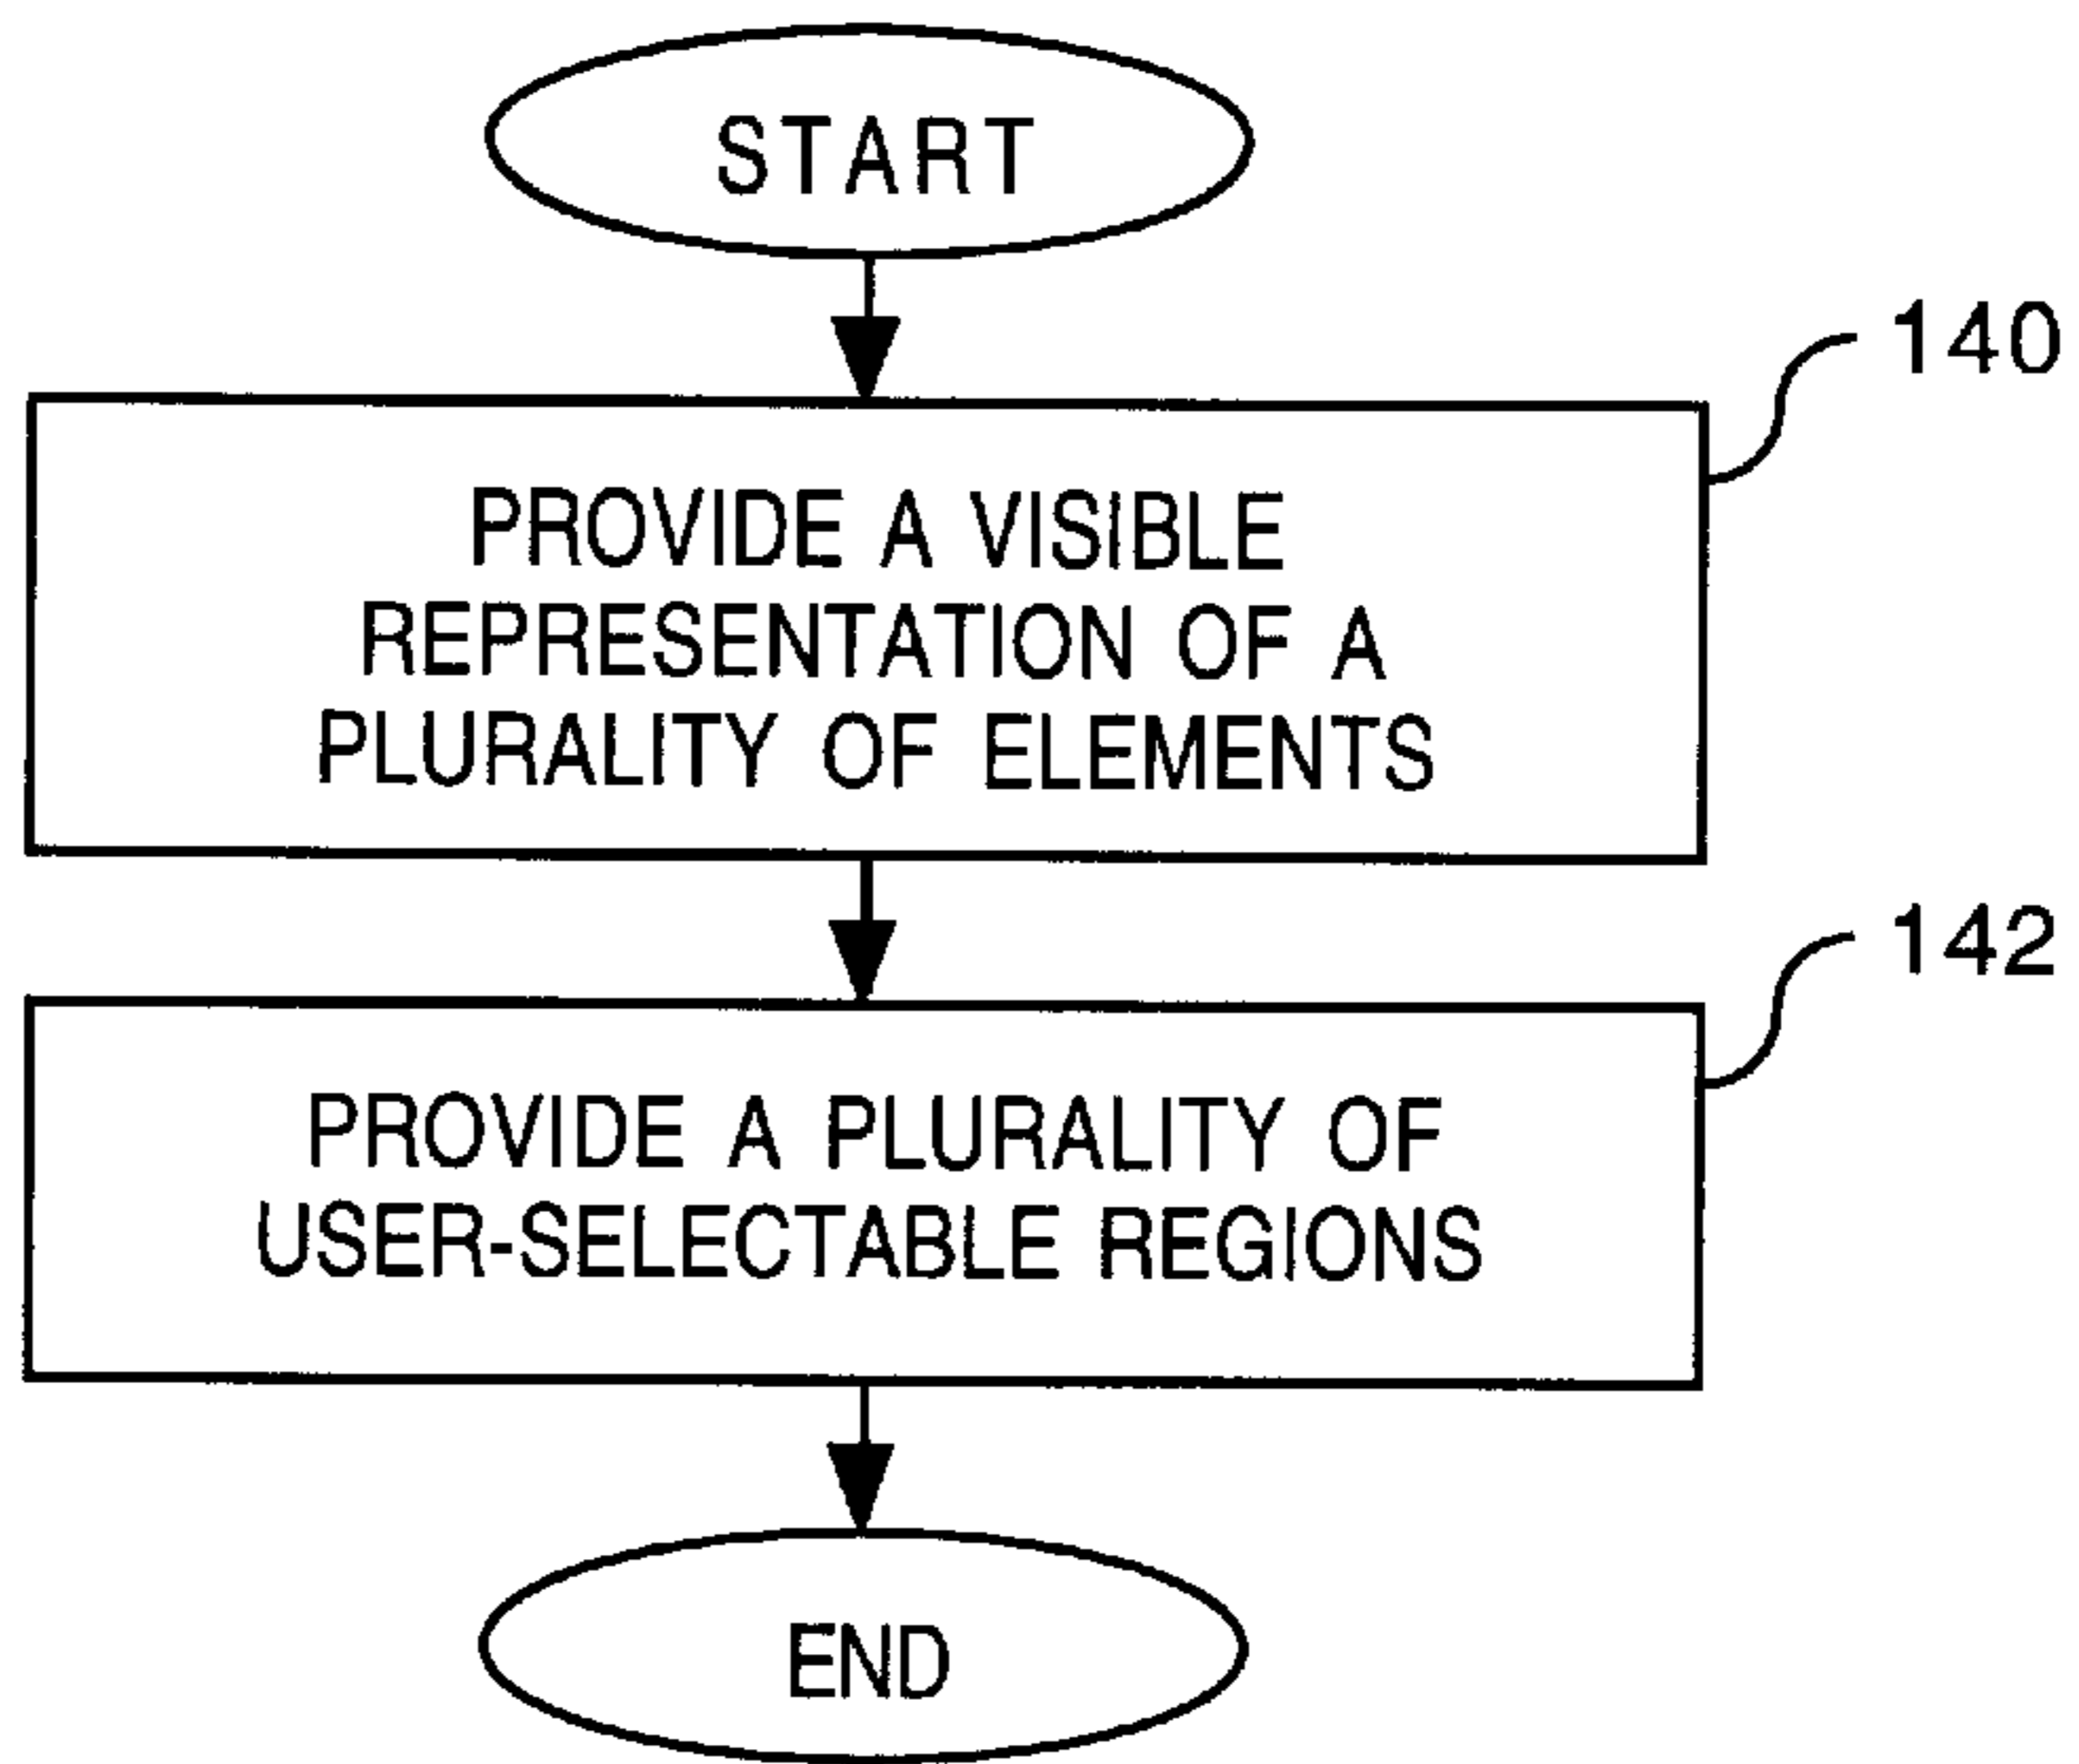 START
140
PROVIDE A VISIBLE
REPRESENTATION OF A
PLURALITY OF ELEMENTS
142
PROVIDE A PLURALITY OF
USER-SELECTABLE REGIONS
END